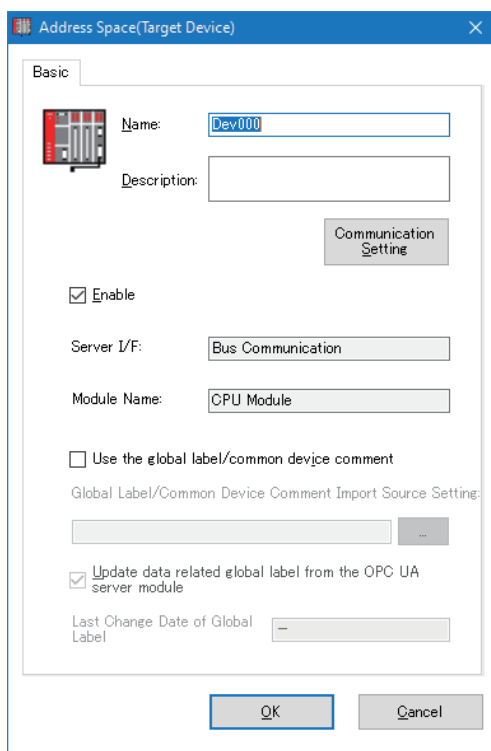 Address Space(Target Device)
Basic
Name:
Dev000
Description:
Communication
Setting
Enable
Server I/F:
Bus Communication
Module Name:
CPU Module
Use the global label/common device comment
Global Label/Common Device Comment Import Source Setting:
...
Update data related global label from the OPC UA
server module
Last Change Date of Global
Label
—
OK
Cancel